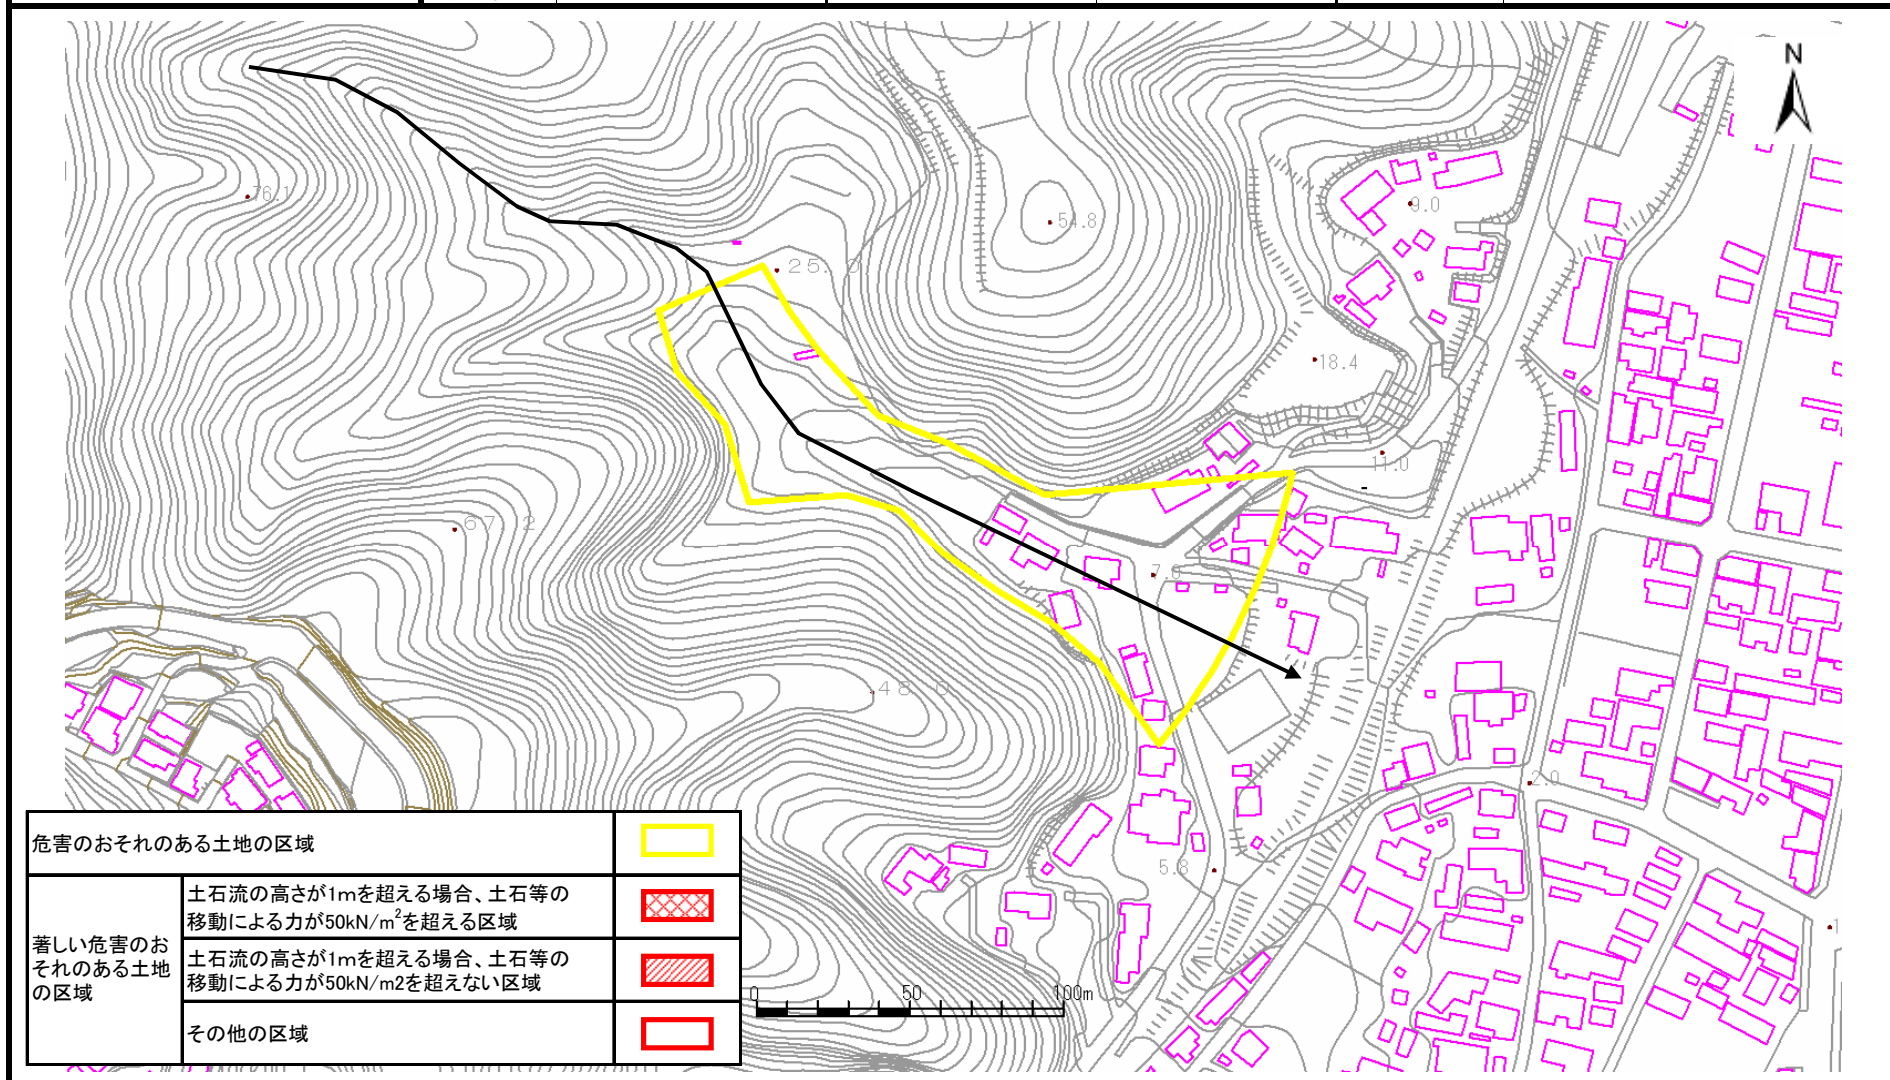 N
76.1
54.8
9.0
25.0
18.4
11.0
67.2
7.8
48.0
2.0
5.8
危害のおそれのある土地の区域
著しい危害のお
それのある土地
の区域
土石流の高さが1mを超える場合、土石等の
移動による力が50kN/m²を超える区域
土石流の高さが1mを超える場合、土石等の
移動による力が50kN/m2を超えない区域
その他の区域
0 50 100m